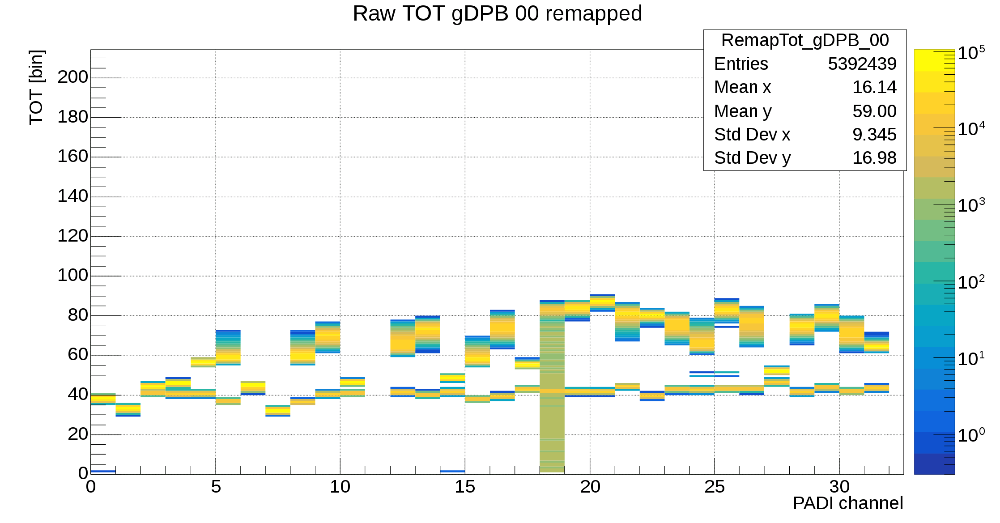 Raw TOT gDPB 00 remapped
RemapTot_gDPB_00
Entries 5392439
Mean x 16.14
Mean y 59.00
Std Dev x 9.345
Std Dev y 16.98
TOT [bin]
200
180
160
140
120
100
80
60
40
20
0
0 5 10 15 20 25 30
PADI channel
10⁵
10⁴
10³
10²
10¹
10⁰